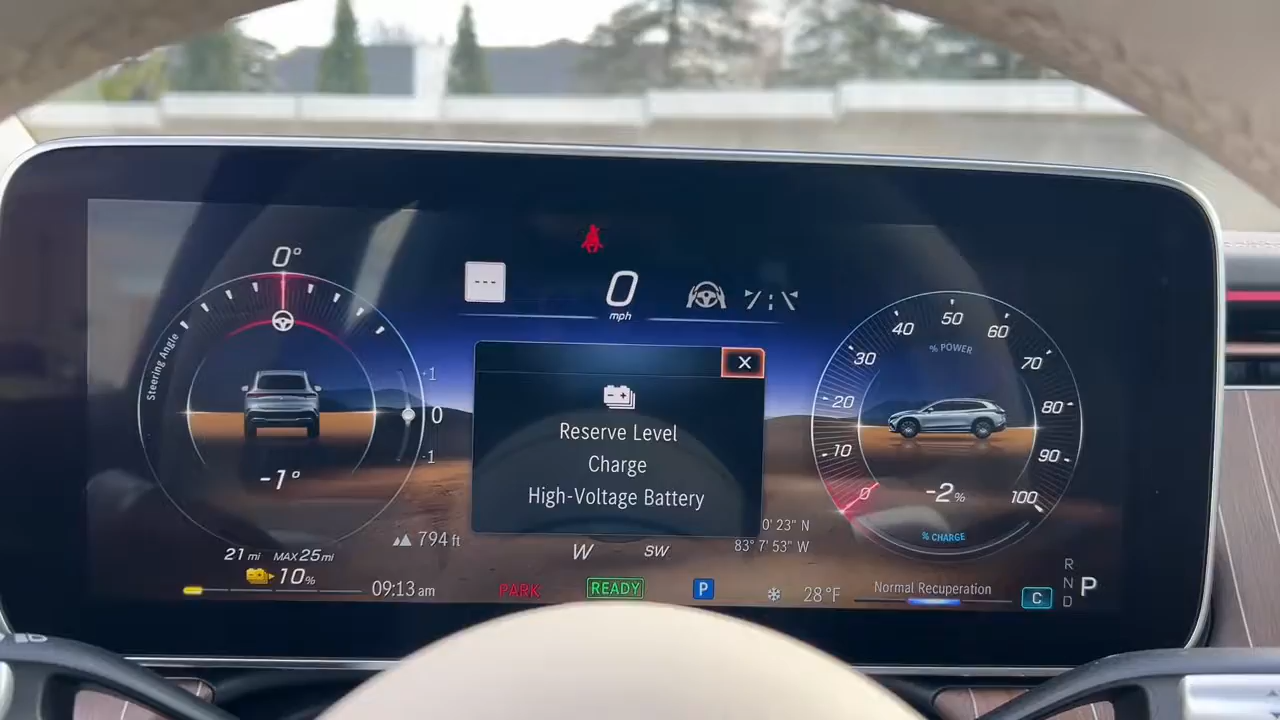 0°
---
0
mph
Steering Angle
1
0
1
-1°
Reserve Level
Charge
High-Voltage Battery
0
10
20
30
40
50
60
70
80
90
100
% POWER
-2%
% CHARGE
794 ft
W
SW
0' 23" N
83° 7' 53" W
21 mi MAX 25 mi
10%
09:13 am
PARK
READY
P
28°F
Normal Recuperation
C
R
N
D
P